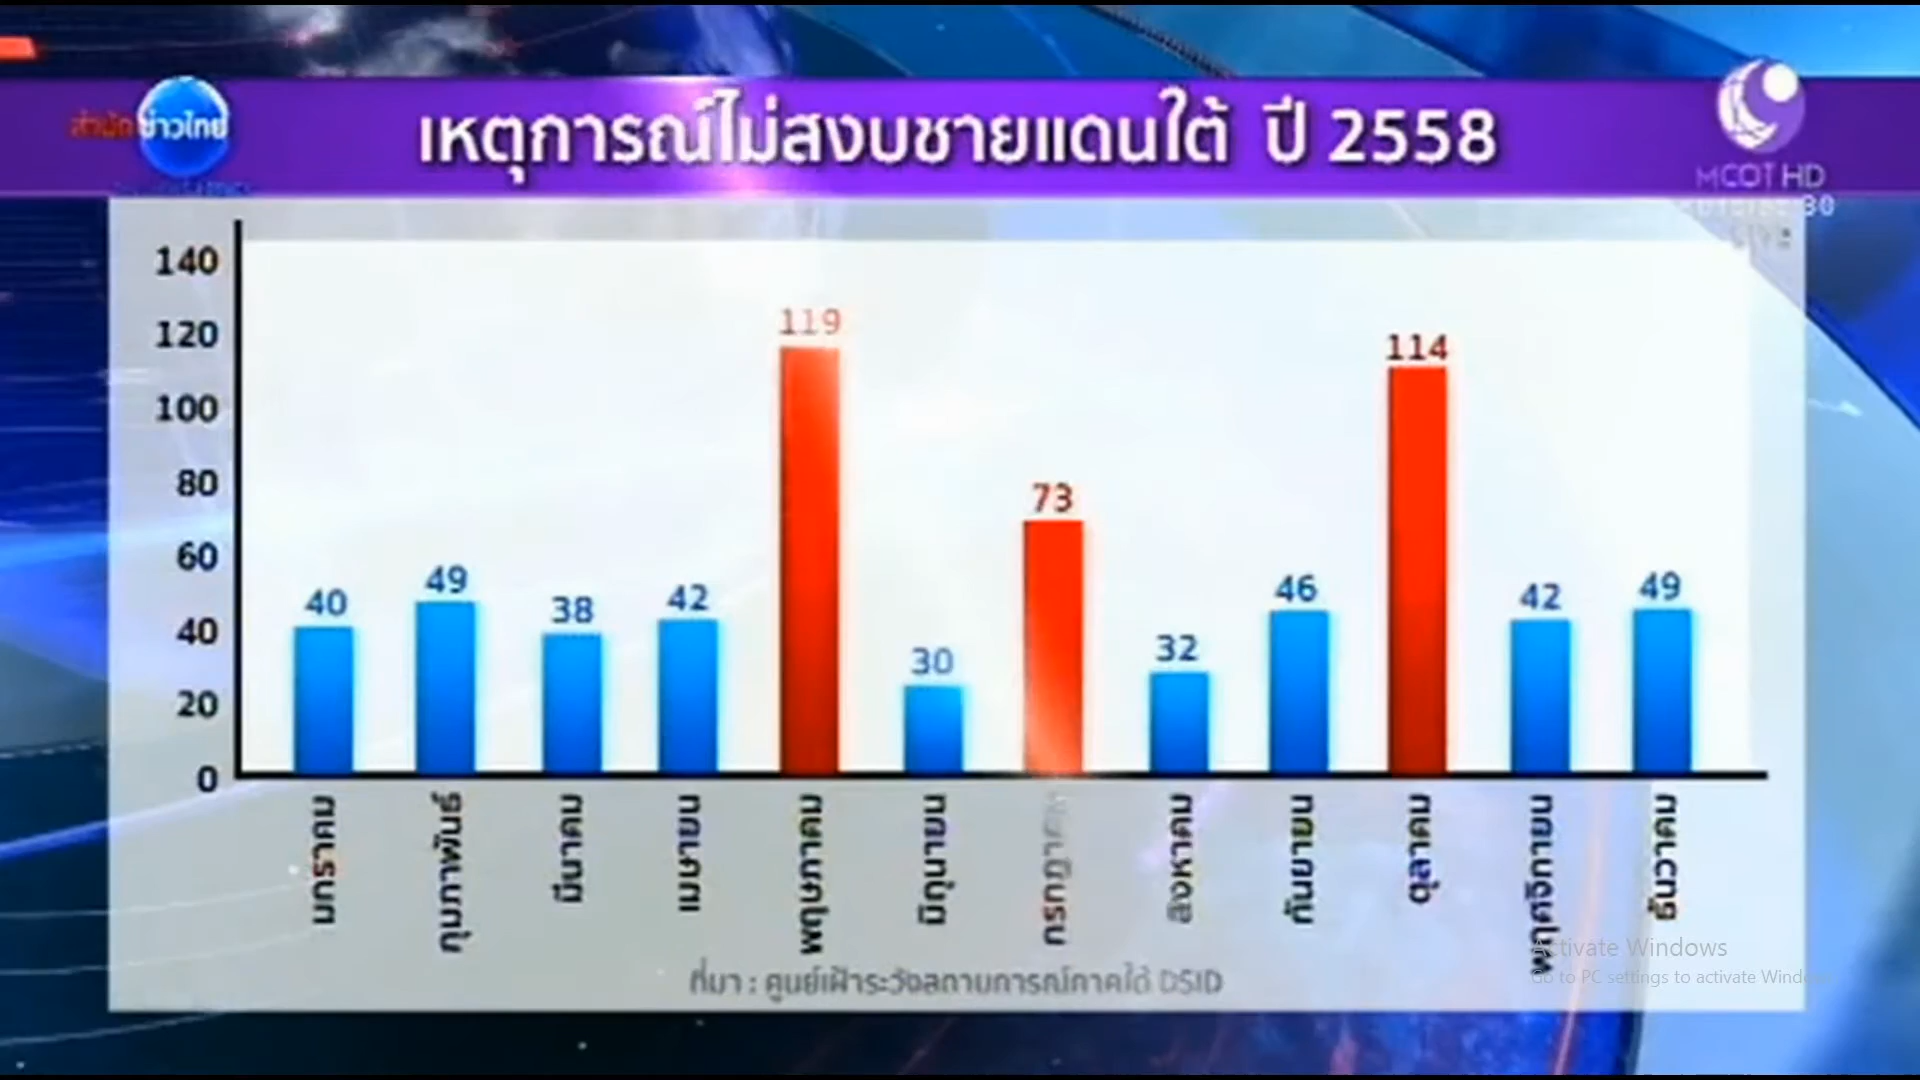 สำนักข่าวไทย
เหตุการณ์ไม่สงบชายแดนใต้ ปี 2558
MCOT HD
140
120
100
80
60
40
20
0
40
49
38
42
119
30
73
32
46
114
42
49
มกราคม
กุมภาพันธ์
มีนาคม
เมษายน
พฤษภาคม
มิถุนายน
กรกฎาคม
สิงหาคม
กันยายน
ตุลาคม
พฤศจิกายน
ธันวาคม
ที่มา : ศูนย์เฝ้าระวังสถานการณ์ภาคใต้ DSID
Activate Windows
Go to PC settings to activate Windows